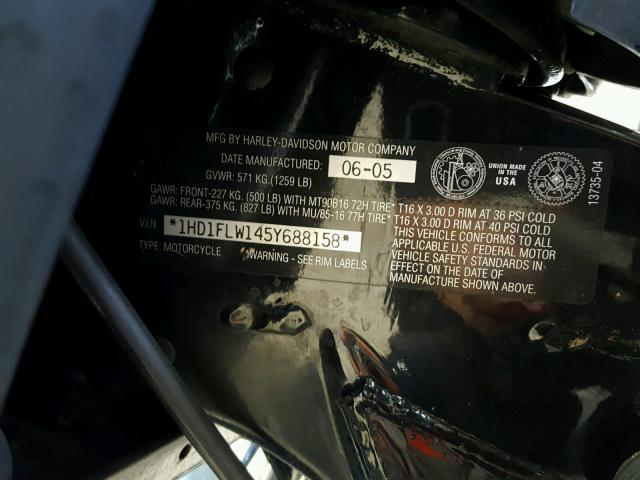 MFG BY HARLEY-DAVIDSON MOTOR COMPANY
DATE MANUFACTURED: 06-05
GVWR: 571 KG.(1259 LB)
GAWR: FRONT-227 KG. (500 LB) WITH MT90B16 72H TIRE* T16 X 3.00 D RIM AT 36 PSI COLD
GAWR: REAR-375 KG. (827 LB) WITH MU/85-16 77H TIRE* T16 X 3.00 D RIM AT 40 PSI COLD
V.I.N. *1HD1FLW145Y688158*
THIS VEHICLE CONFORMS TO ALL
APPLICABLE U.S. FEDERAL MOTOR
VEHICLE SAFETY STANDARDS IN
EFFECT ON THE DATE OF
MANUFACTURE SHOWN ABOVE.
TYPE: MOTORCYCLE
WARNING - SEE RIM LABELS
UNION MADE
IN THE
USA
13735-04